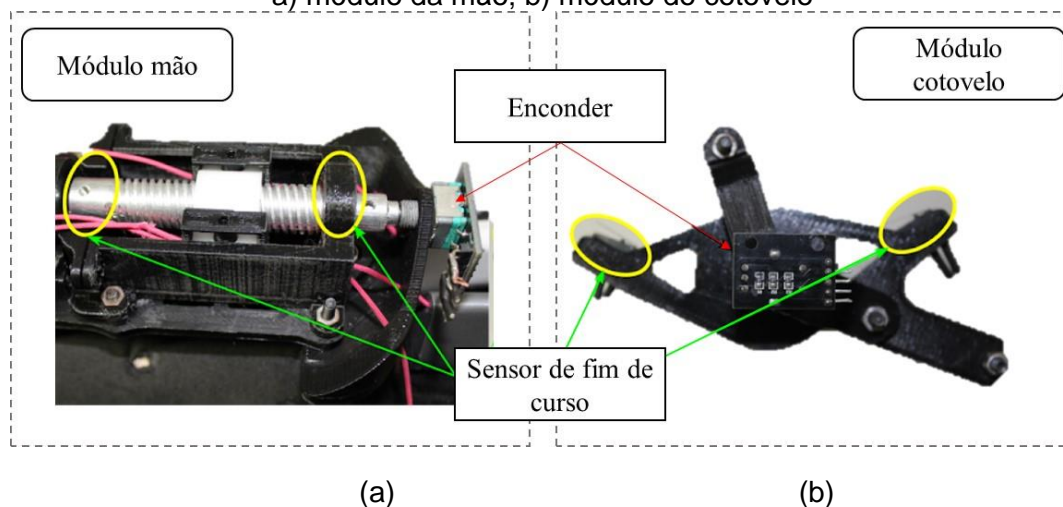 a) módulo da mão; b) módulo do cotovelo
Módulo mão
Enconder
Módulo
cotovelo
Sensor de fim de
curso
(a)
(b)